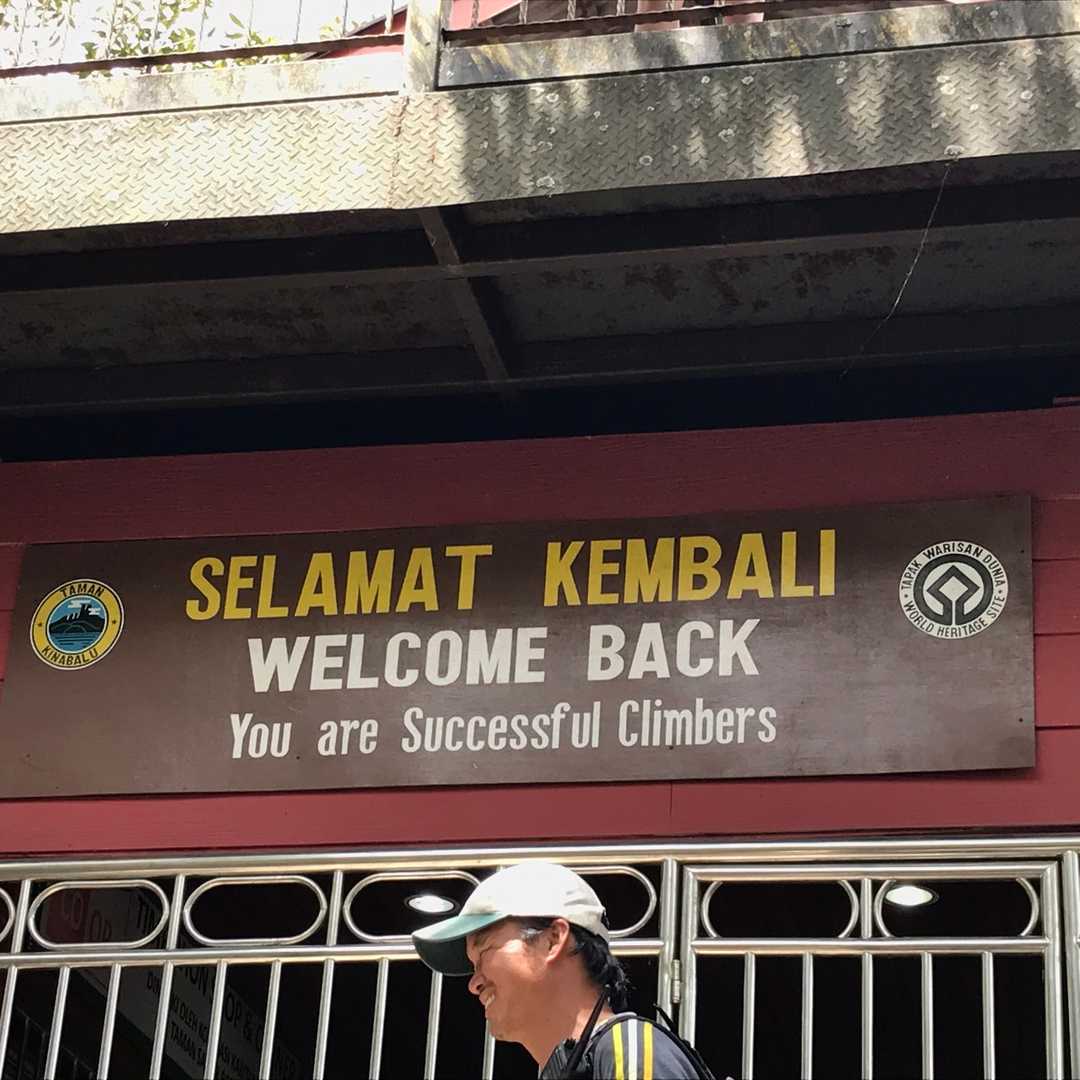 SELAMAT KEMBALI
WELCOME BACK
You are Successful Climbers
TAMAN
KINABALU
TAPAK WARISAN DUNIA
WORLD HERITAGE SITE